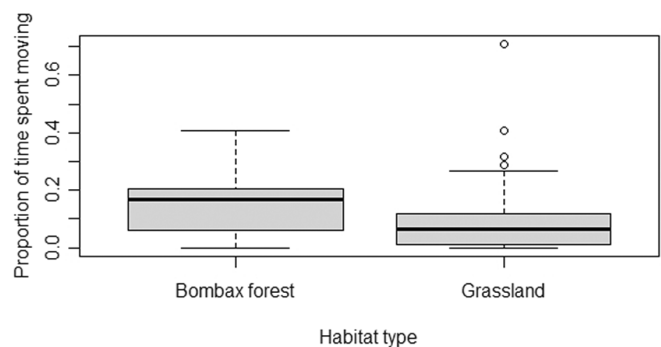 Proportion of time spent moving
0.6
0.4
0.2
0.0
Bombax forest Grassland
Habitat type